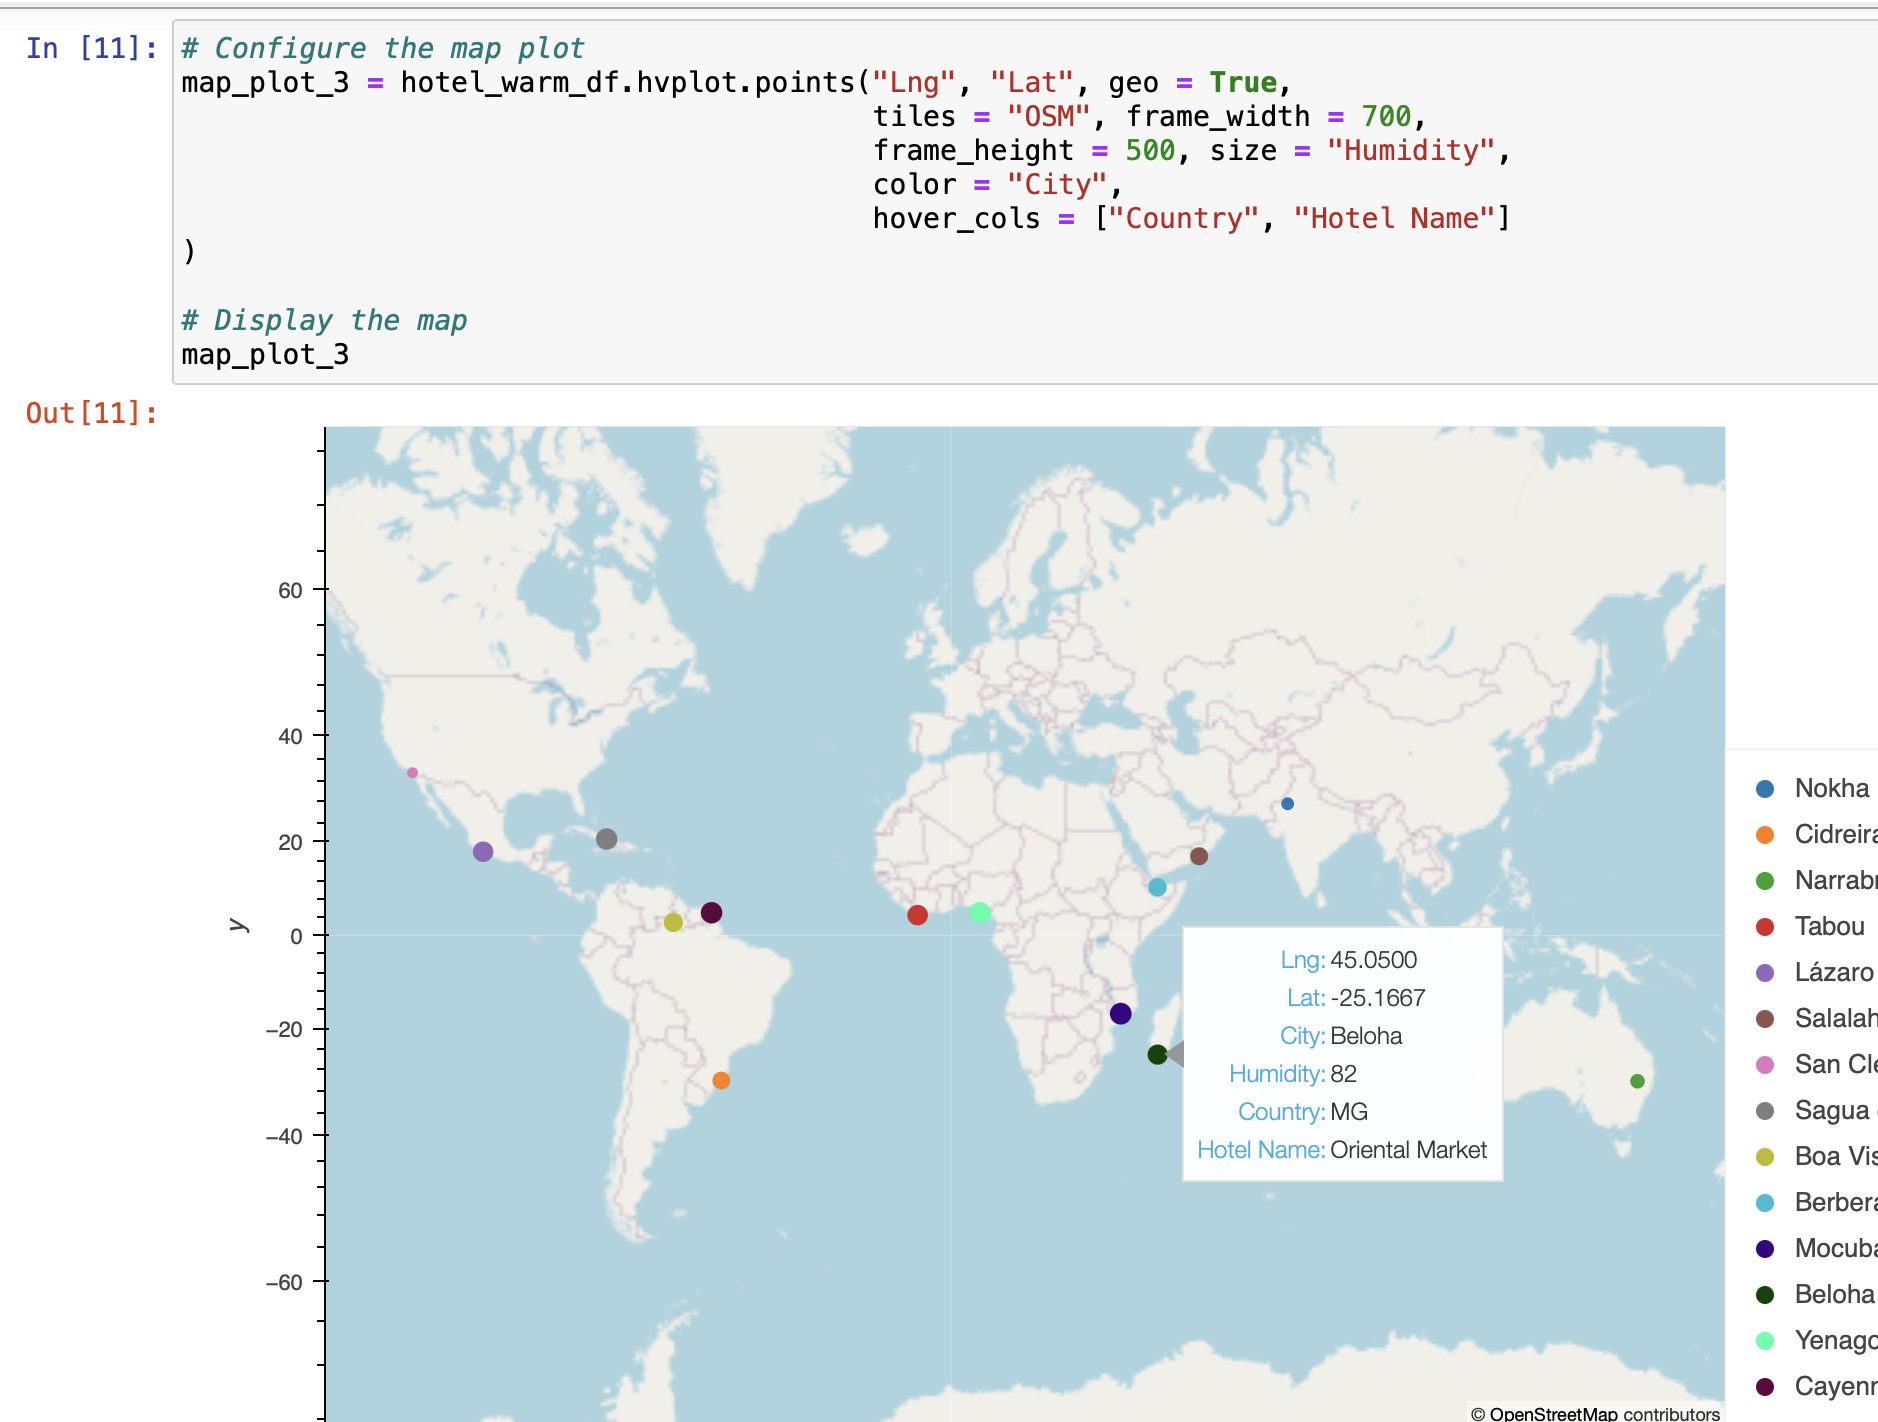 In [11]:
# Configure the map plot
map_plot_3 = hotel_warm_df.hvplot.points("Lng", "Lat", geo = True,
tiles = "OSM", frame_width = 700,
frame_height = 500, size = "Humidity",
color = "City",
hover_cols = ["Country", "Hotel Name"]
)
# Display the map
map_plot_3
Out[11]:
60
40
20
0
-20
-40
-60
y
Lng: 45.0500
Lat: -25.1667
City: Beloha
Humidity: 82
Country: MG
Hotel Name: Oriental Market
Nokha
Cidreira
Narrabr
Tabou
Lázaro
Salalah
San Cle
Sagua
Boa Vis
Berbera
Mocuba
Beloha
Yenago
Cayenn
© OpenStreetMap contributors